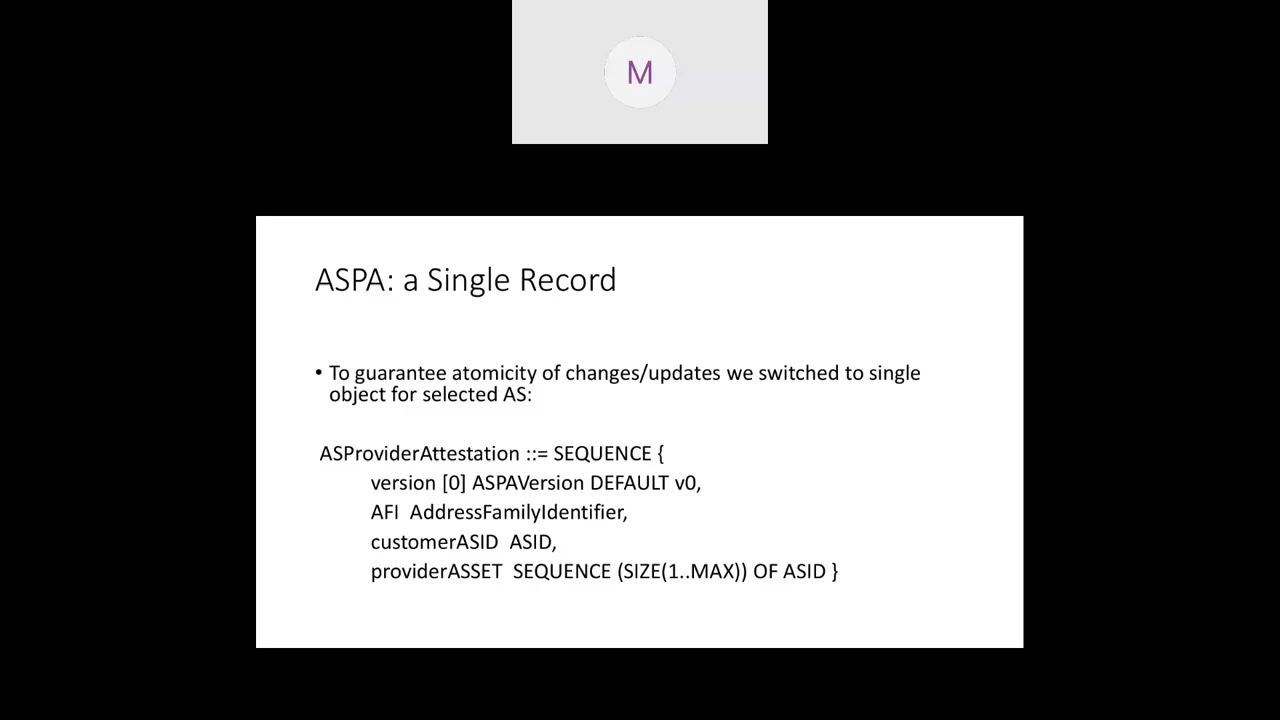 M
ASPA: a Single Record
• To guarantee atomicity of changes/updates we switched to single
object for selected AS:
ASProviderAttestation ::= SEQUENCE {
version [0] ASPAVersion DEFAULT v0,
AFI AddressFamilyIdentifier,
customerASID ASID,
providerASSET SEQUENCE (SIZE(1..MAX)) OF ASID }